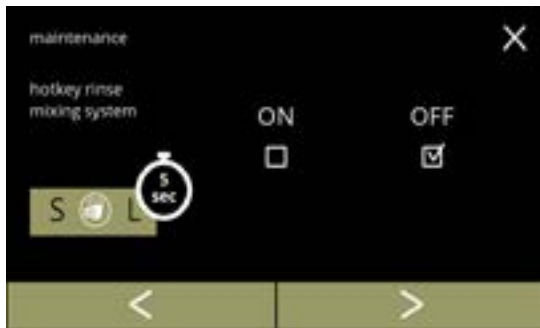 maintenance
X
hotkey rinse
mixing system
ON
OFF
5
sec
S L
< >